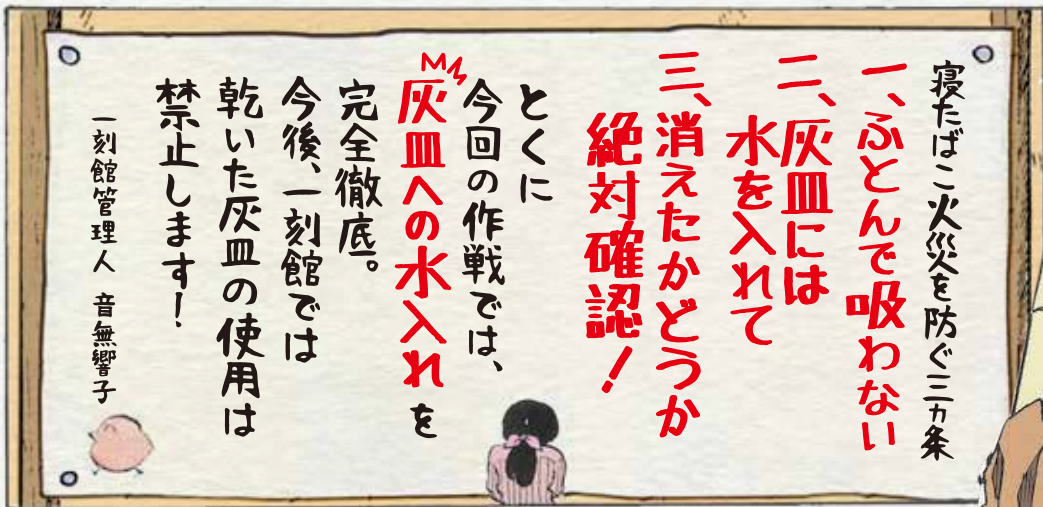 寝たばこ火災を防ぐ三カ条
一、ふとんで吸わない
二、灰皿には
水を入れて
三、消えたかどうか
絶対確認！
とくに
今回の作戦では、
灰皿への水入れを
完全徹底。
今後、一刻館では
乾いた灰皿の使用は
禁止します！
一刻館管理人 音無響子